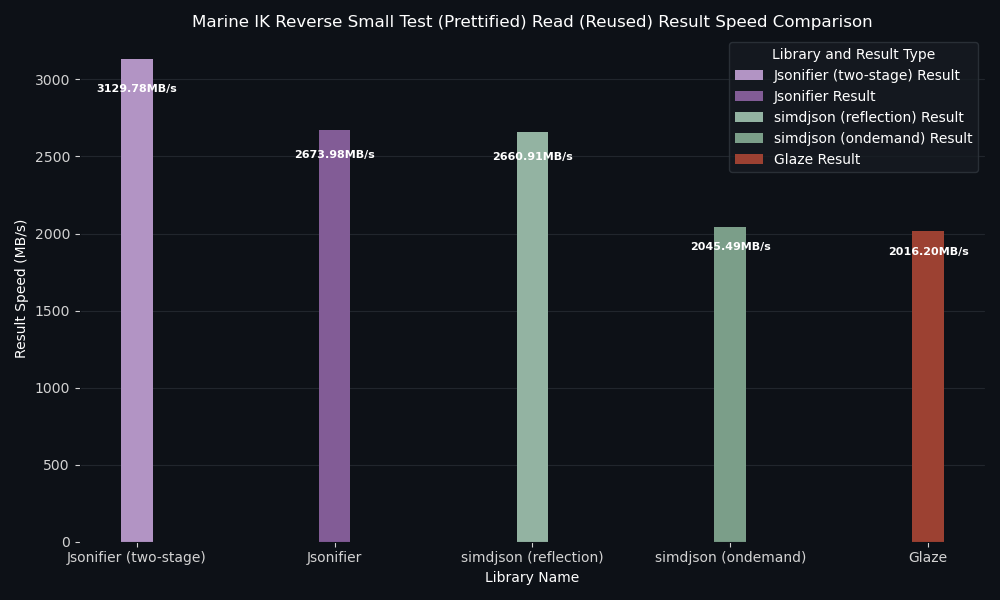 Marine IK Reverse Small Test (Prettified) Read (Reused) Result Speed Comparison
Library and Result Type
Jsonifier (two-stage) Result
Jsonifier Result
simdjson (reflection) Result
simdjson (ondemand) Result
Glaze Result
Result Speed (MB/s)
3000
2500
2000
1500
1000
500
0
3129.78MB/s
2673.98MB/s
2660.91MB/s
2045.49MB/s
2016.20MB/s
Jsonifier (two-stage)
Jsonifier
simdjson (reflection)
simdjson (ondemand)
Glaze
Library Name